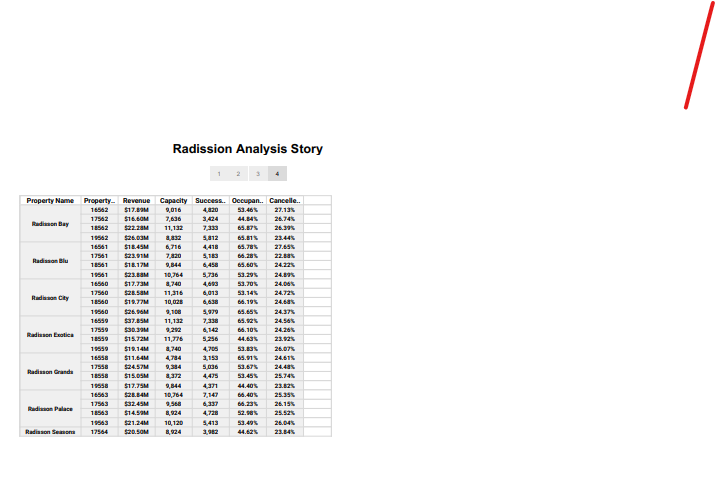 Radission Analysis Story
1 2 3 4
Property Name Property.. Revenue Capacity Success.. Occupan.. Cancelle..
Radisson Bay 16562 $17.89M 9,016 4,820 53.46% 27.13%
17562 $16.60M 7,636 3,424 44.84% 26.74%
18562 $22.28M 11,132 7,333 65.87% 26.39%
19562 $26.03M 8,832 5,812 65.81% 23.44%
Radisson Blu 16561 $18.45M 6,716 4,418 65.78% 27.65%
17561 $23.91M 7,820 5,183 66.28% 22.88%
18561 $18.17M 9,844 6,458 65.60% 24.22%
19561 $23.88M 10,764 5,736 53.29% 24.89%
Radisson City 16560 $17.73M 8,740 4,693 53.70% 24.06%
17560 $28.58M 11,316 6,013 53.14% 24.72%
18560 $19.77M 10,028 6,638 66.19% 24.68%
19560 $26.96M 9,108 5,979 65.65% 24.37%
Radisson Exotica 16559 $37.85M 11,132 7,338 65.92% 24.56%
17559 $30.39M 9,292 6,142 66.10% 24.26%
18559 $15.72M 11,776 5,256 44.63% 23.92%
19559 $19.14M 8,740 4,705 53.83% 26.07%
Radisson Grands 16558 $11.64M 4,784 3,153 65.91% 24.61%
17558 $24.57M 9,384 5,036 53.67% 24.48%
18558 $15.05M 8,372 4,475 53.45% 25.74%
19558 $17.75M 9,844 4,371 44.40% 23.82%
Radisson Palace 16563 $28.84M 10,764 7,147 66.40% 25.35%
17563 $32.45M 9,568 6,337 66.23% 26.15%
18563 $14.59M 8,924 4,728 52.98% 25.52%
19563 $21.24M 10,120 5,413 53.49% 26.04%
Radisson Seasons 17564 $20.50M 8,924 3,982 44.62% 23.84%